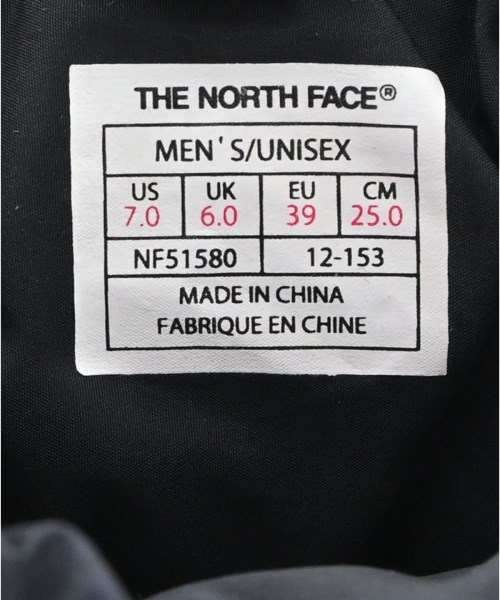 THE NORTH FACE®
MEN'S/UNISEX
US UK EU CM
7.0 6.0 39 25.0
NF51580 12-153
MADE IN CHINA
FABRIQUE EN CHINE